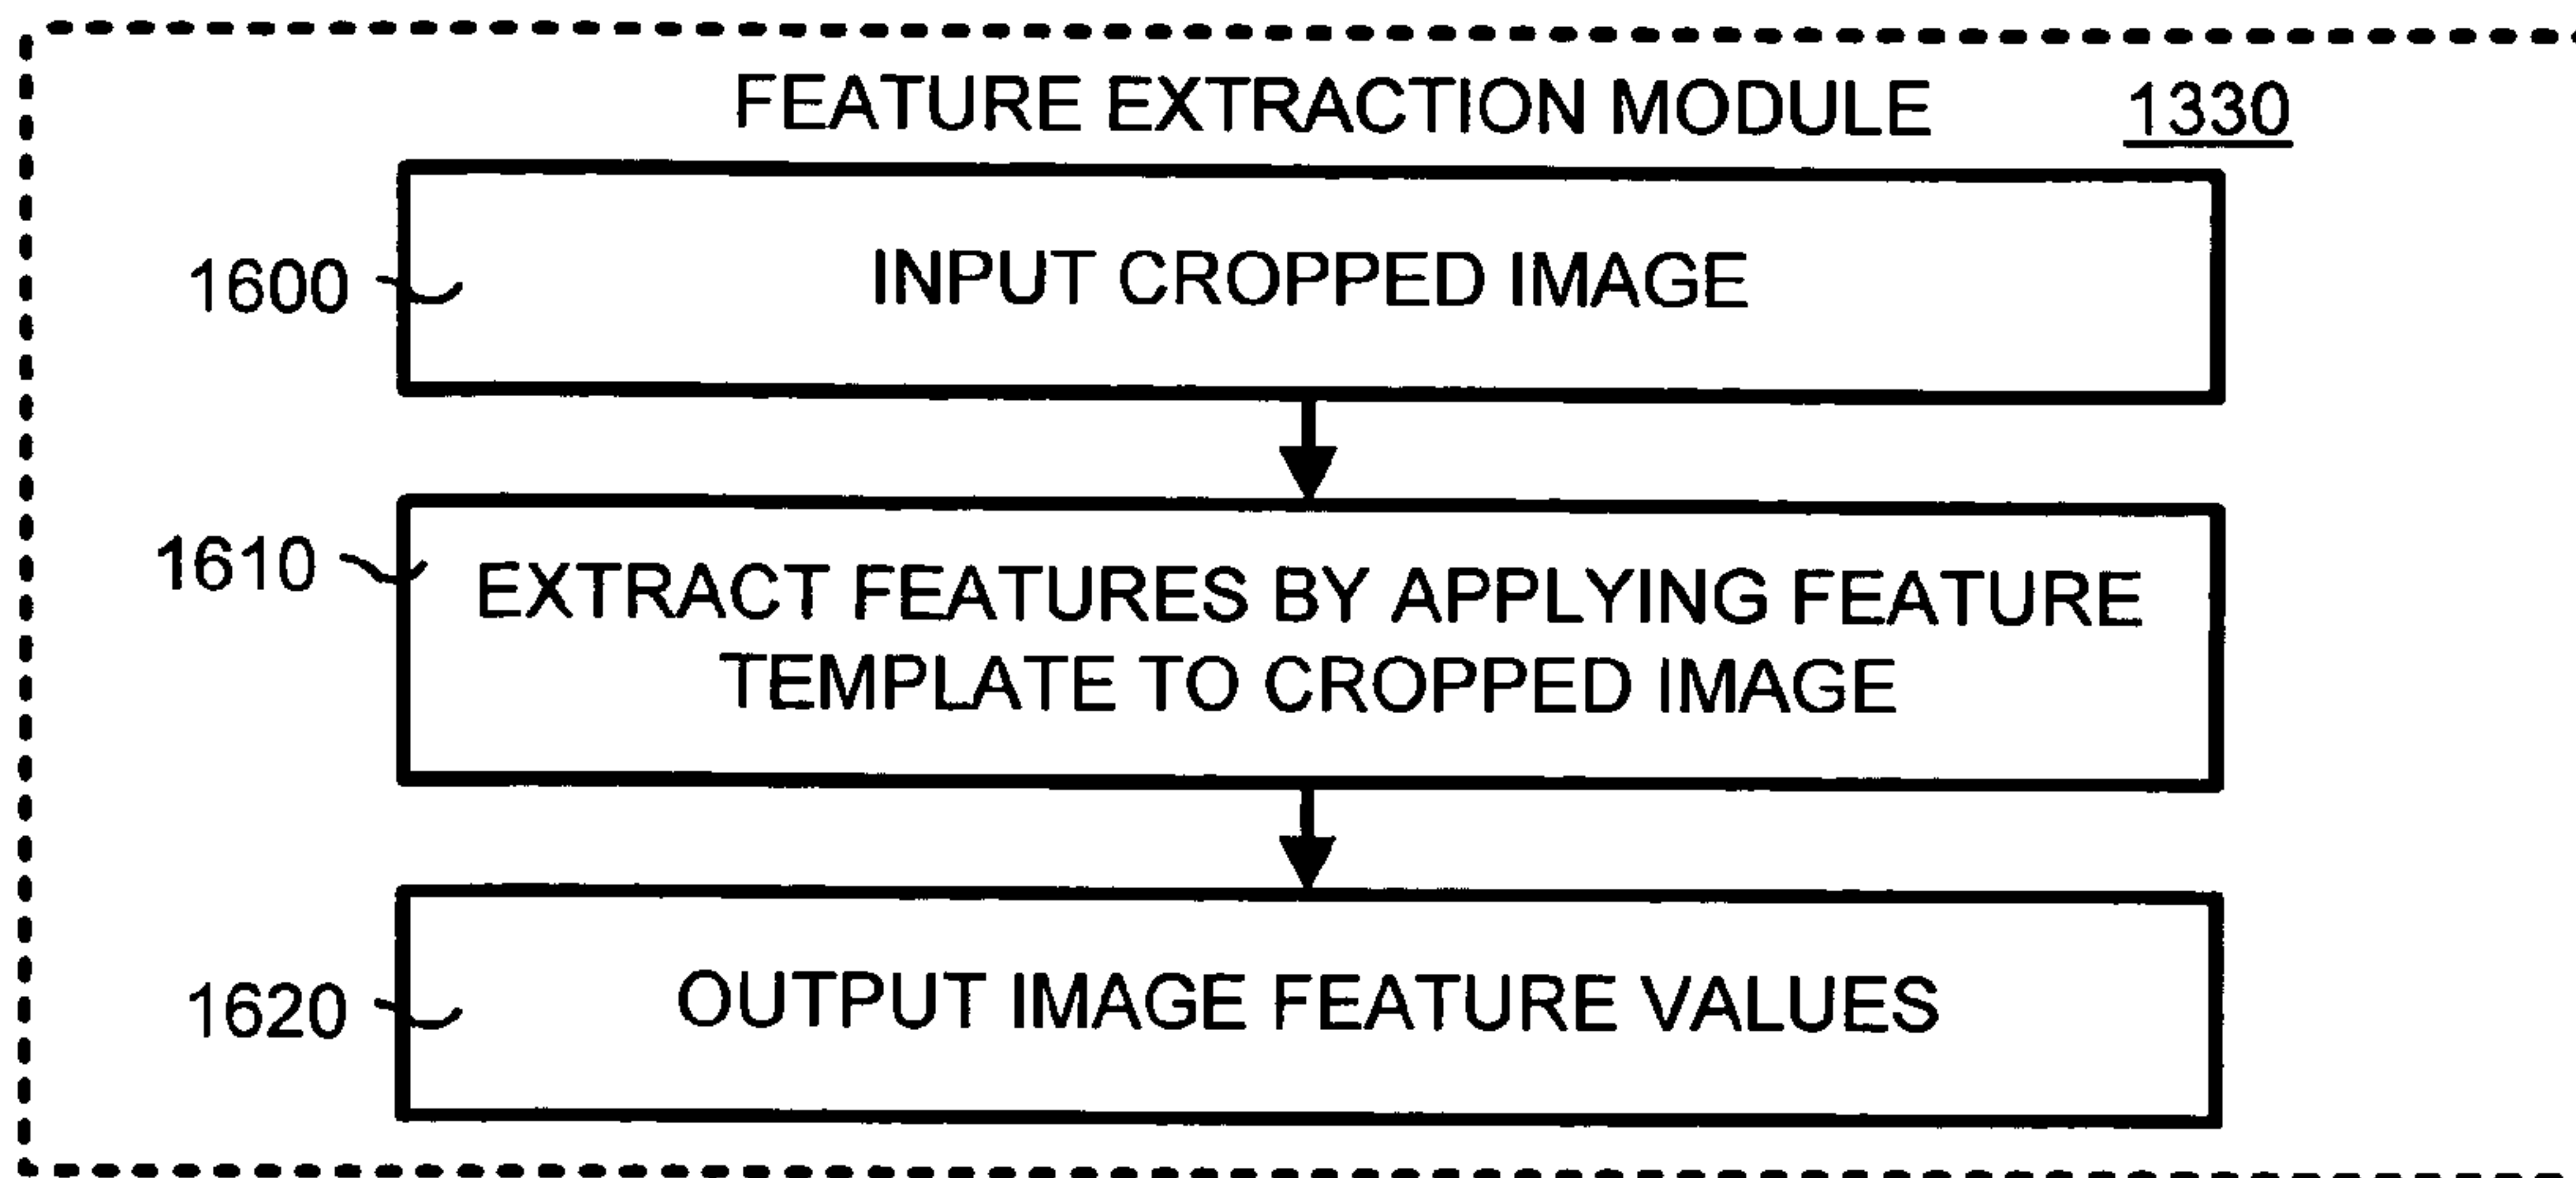 FEATURE EXTRACTION MODULE 1330
1600 INPUT CROPPED IMAGE
1610 EXTRACT FEATURES BY APPLYING FEATURE
TEMPLATE TO CROPPED IMAGE
1620 OUTPUT IMAGE FEATURE VALUES